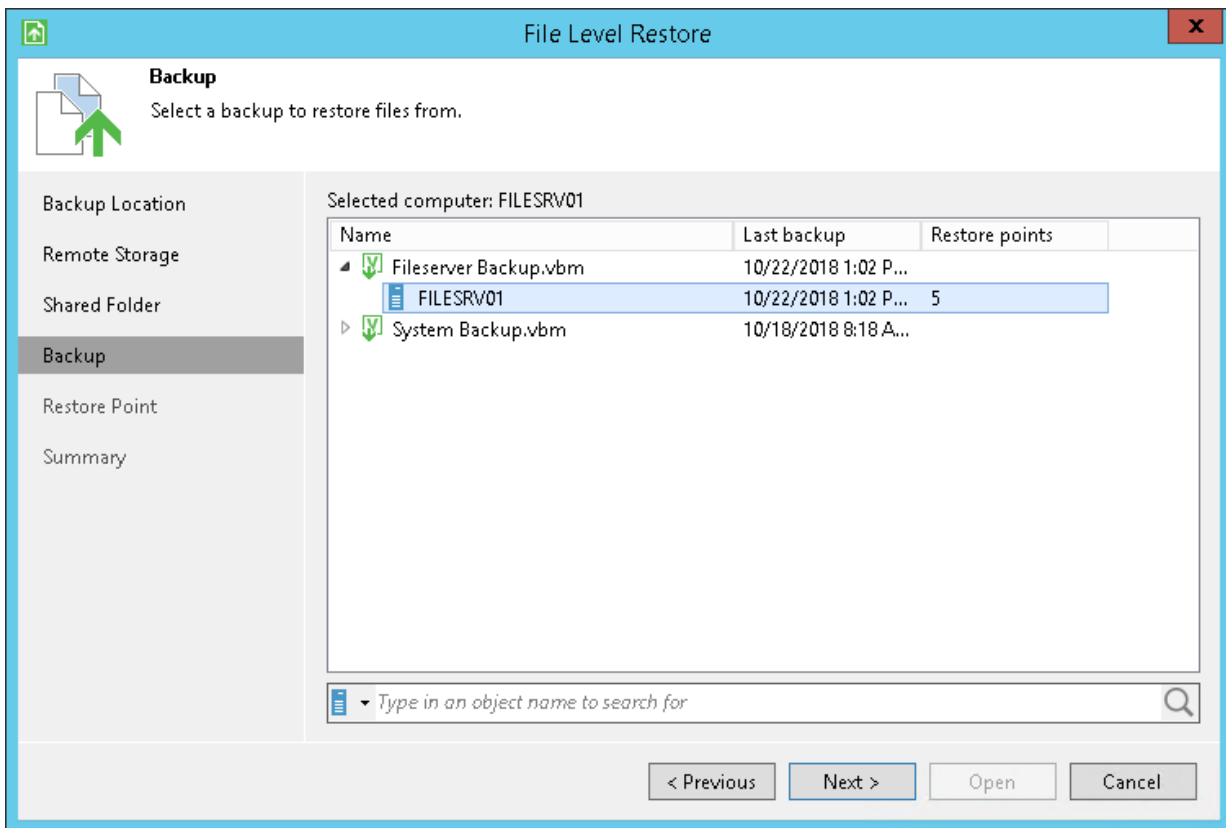 File Level Restore
x
Backup
Select a backup to restore files from.
Backup Location
Remote Storage
Shared Folder
Backup
Restore Point
Summary
Selected computer: FILESRV01
Name Last backup Restore points
Fileserver Backup.vbm 10/22/2018 1:02 P...
FILESRV01 10/22/2018 1:02 P... 5
System Backup.vbm 10/18/2018 8:18 A...
Type in an object name to search for
< Previous Next > Open Cancel